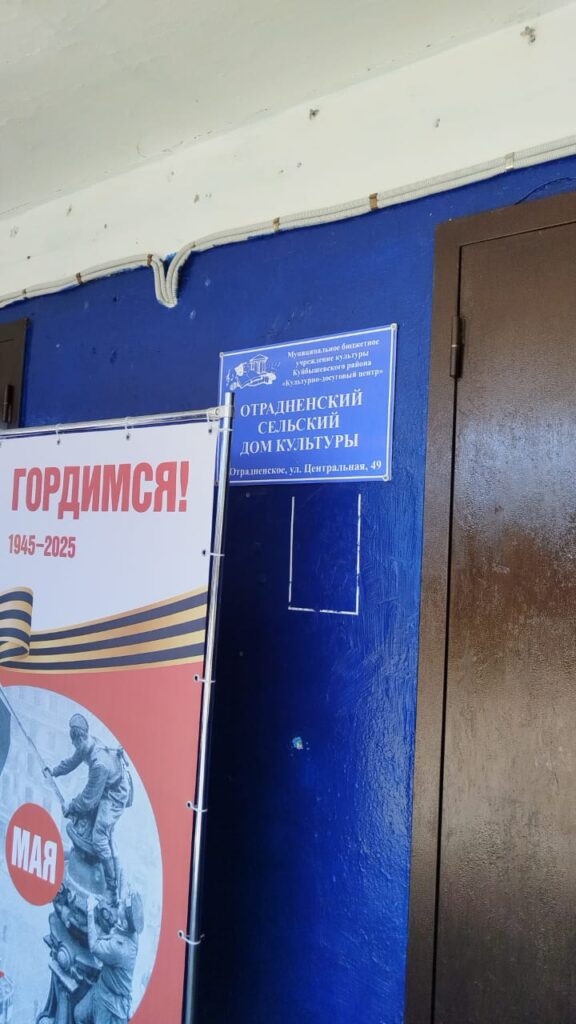 Муниципальное бюджетное
учреждение культуры
Куйбышевского района
«Культурно-досуговый центр»
ОТРАДНЕНСКИЙ
СЕЛЬСКИЙ
ДОМ КУЛЬТУРЫ
Отрадненское, ул. Центральная, 49
ГОРДИМСЯ!
1945–2025
МАЯ